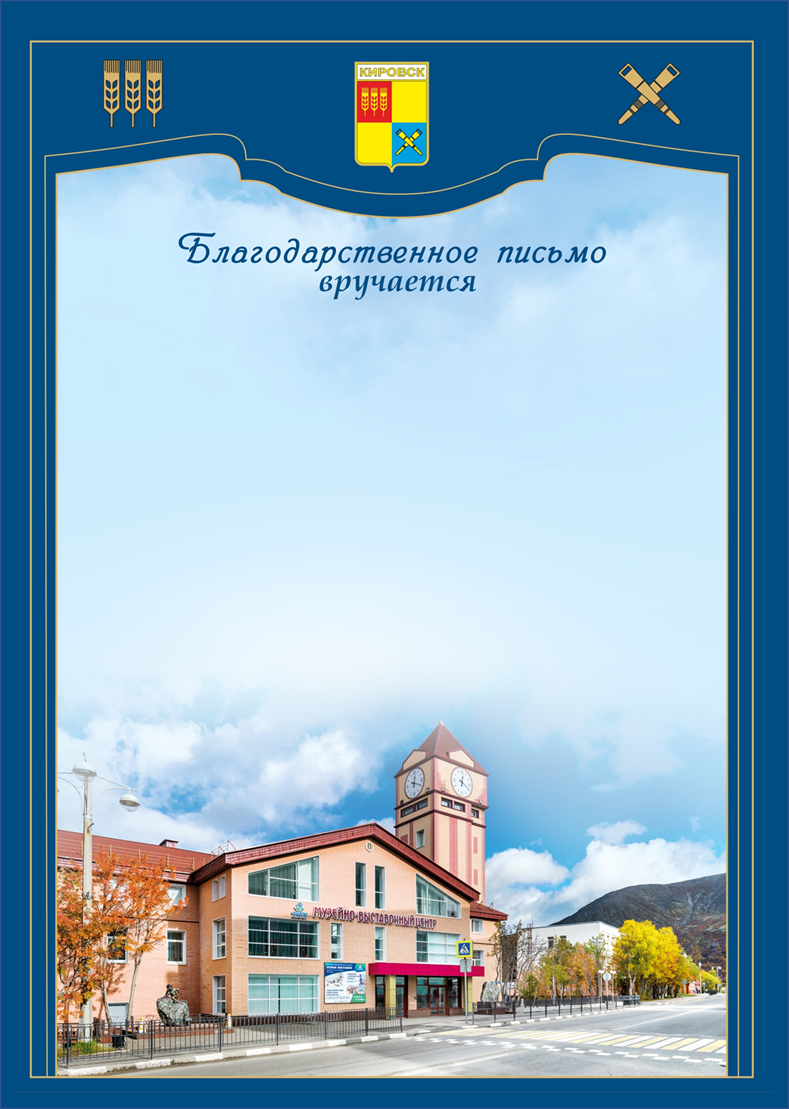 КИРОВСК
Благодарственное письмо
вручается
МУЗЕЙНО-ВЫСТАВОЧНЫЙ ЦЕНТР